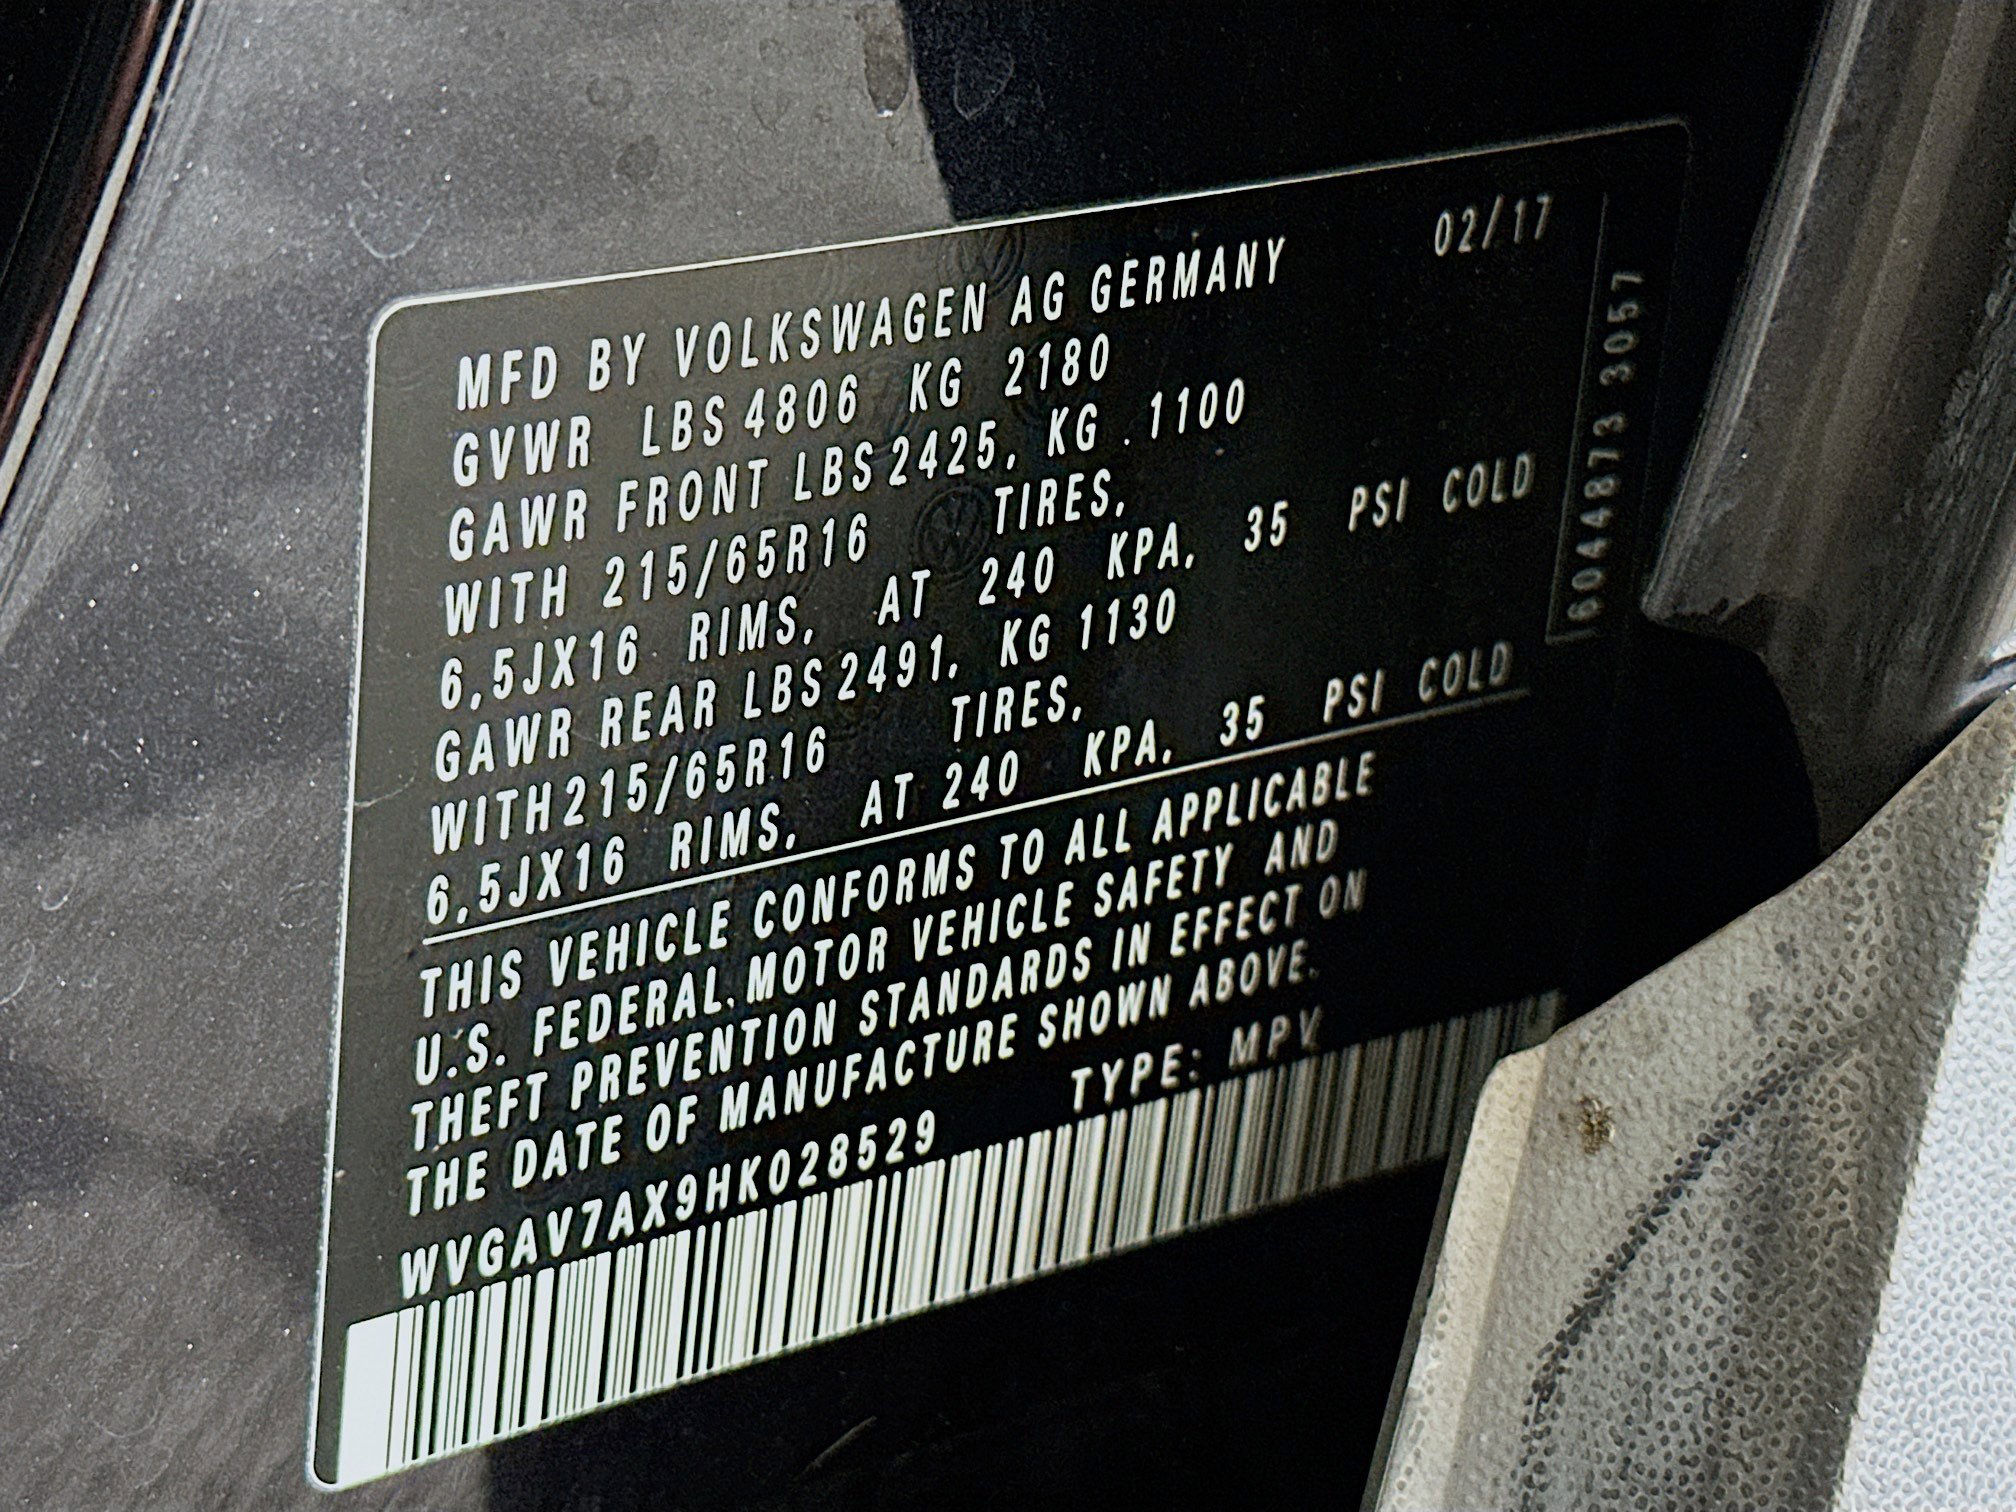 02/17
MFD BY VOLKSWAGEN AG GERMANY
GVWR LBS 4806 KG 2180
GAWR FRONT LBS 2425, KG . 1100
WITH 215/65R16 TIRES,
6,5JX16 RIMS, AT 240 KPA, 35 PSI COLD
GAWR REAR LBS 2491, KG 1130
WITH 215/65R16 TIRES,
6,5JX16 RIMS, AT 240 KPA, 35 PSI COLD
THIS VEHICLE CONFORMS TO ALL APPLICABLE
U.S. FEDERAL MOTOR VEHICLE SAFETY AND
THEFT PREVENTION STANDARDS IN EFFECT ON
THE DATE OF MANUFACTURE SHOWN ABOVE.
WVGAV7AX9HK028529 TYPE: MPV
6044873 3057